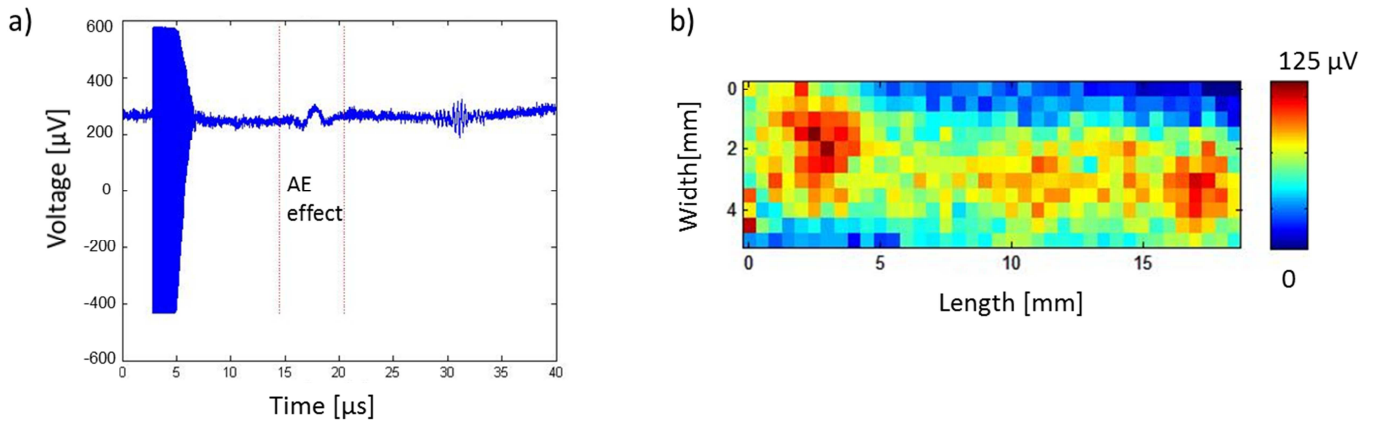 a)
Voltage [µV]
600
400
200
0
-200
-400
-600
AE
effect
0 5 10 15 20 25 30 35 40
Time [µs]
b)
125 µV
Width[mm]
0
2
4
0 5 10 15
0
Length [mm]